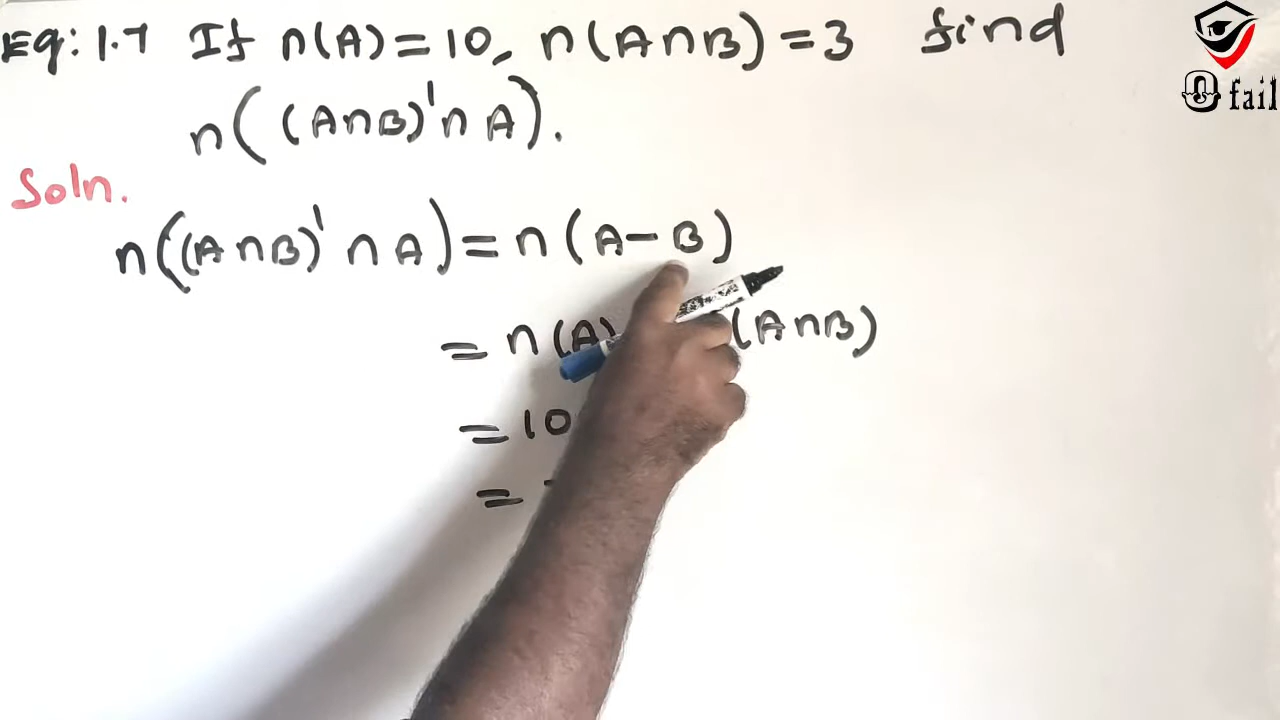 Eg: 1.7 If n(A) = 10, n(A∩B) = 3 find
n((A∩B)'∩ A).
Soln.
n((A∩B)' ∩ A) = n(A-B)
= n(A) (A∩B)
= 10
=
0 fail